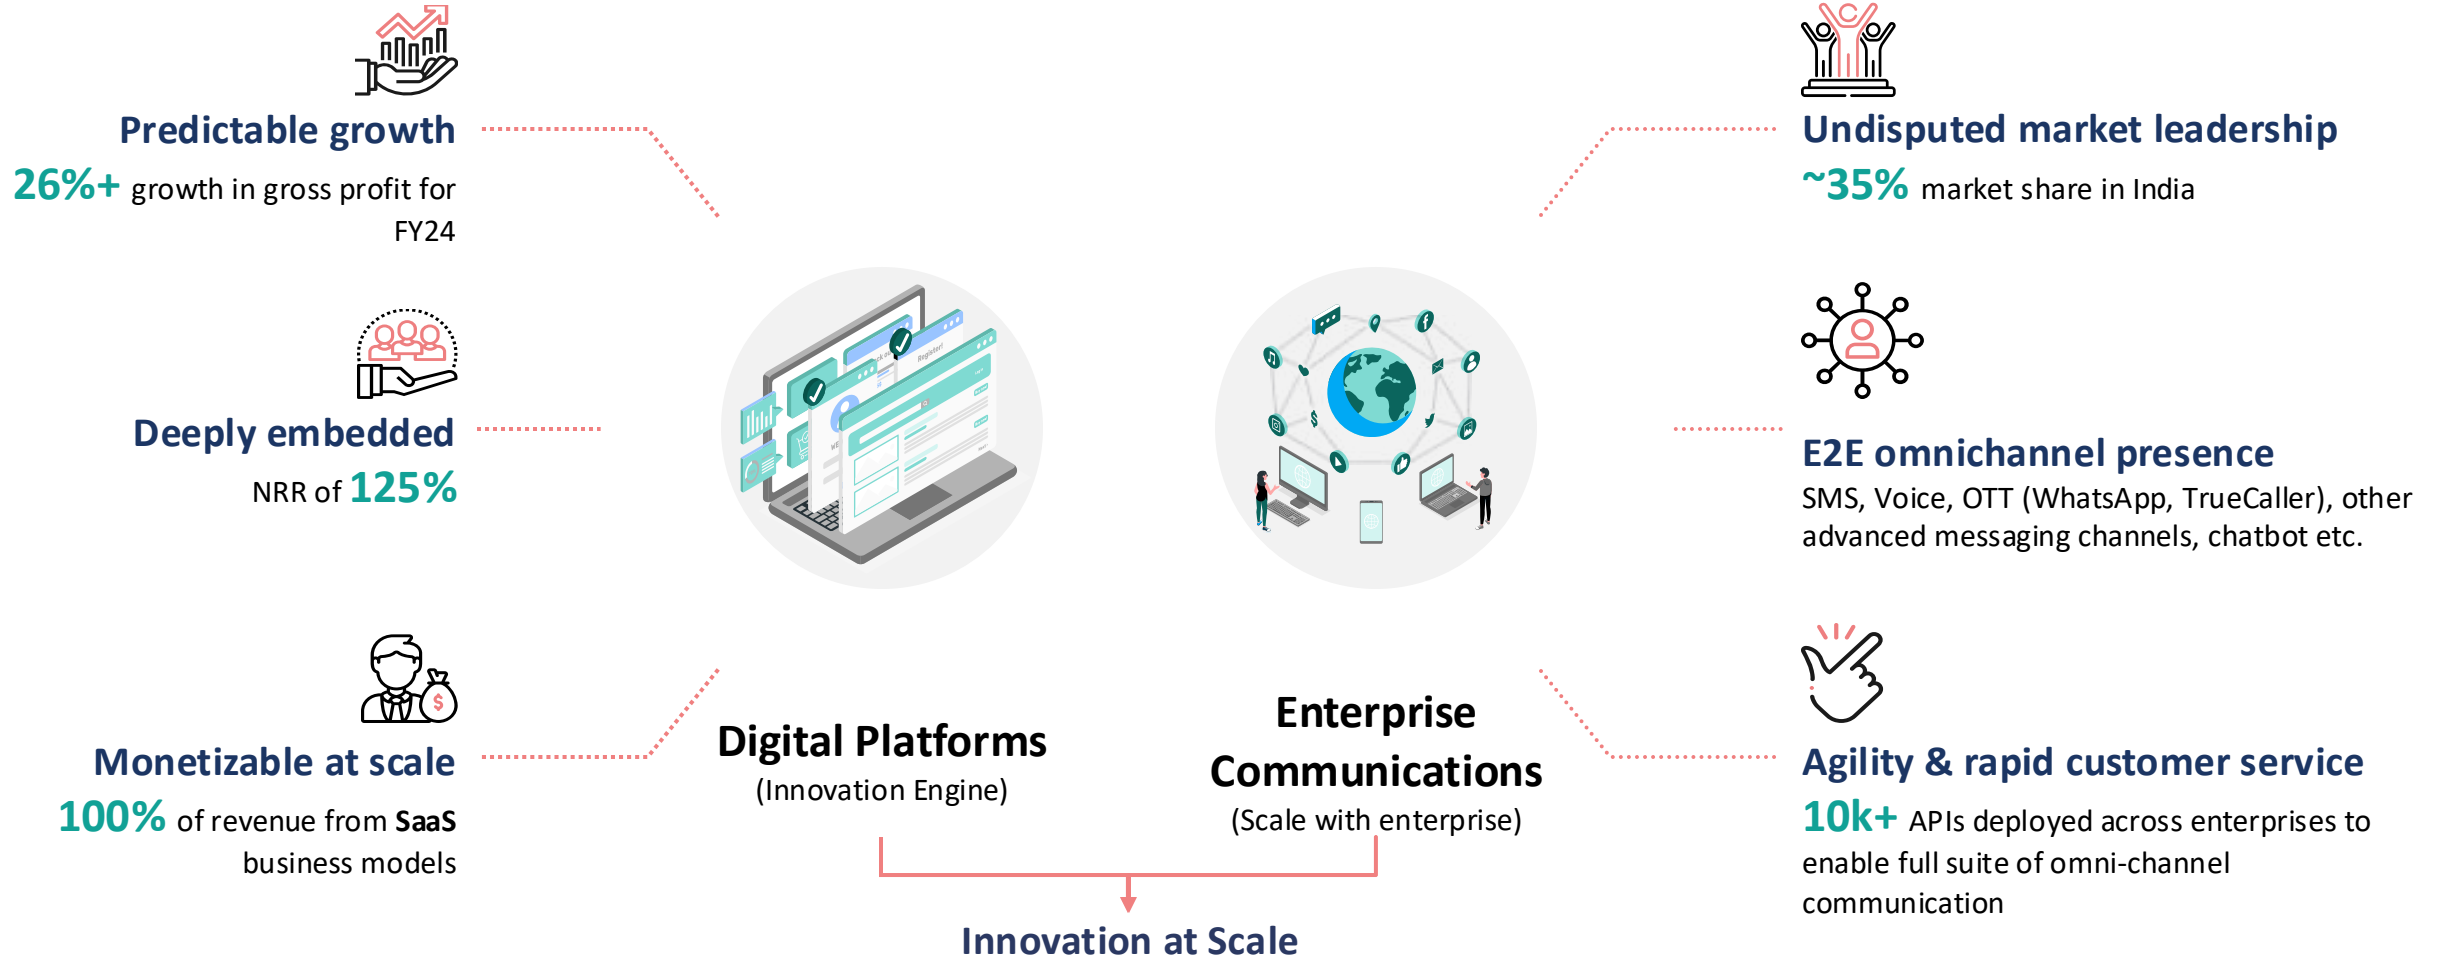 Predictable growth
26%+ growth in gross profit for
FY24
Deeply embedded
NRR of 125%
Monetizable at scale
100% of revenue from SaaS
business models
Register!
Digital Platforms
(Innovation Engine)
Enterprise
Communications
(Scale with enterprise)
Innovation at Scale
Undisputed market leadership
~35% market share in India
E2E omnichannel presence
SMS, Voice, OTT (WhatsApp, TrueCaller), other
advanced messaging channels, chatbot etc.
Agility & rapid customer service
10k+ APIs deployed across enterprises to
enable full suite of omni-channel
communication